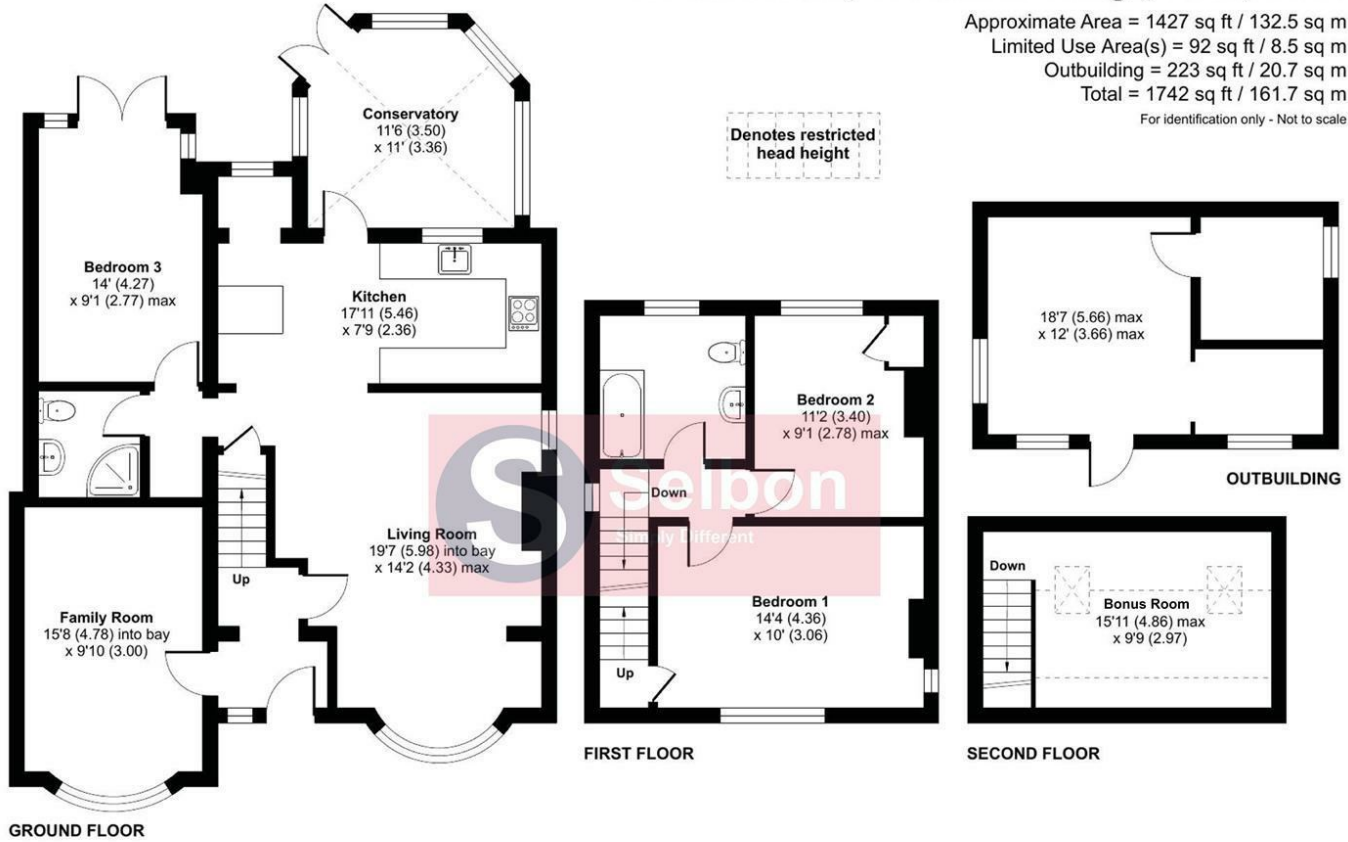 Approximate Area = 1427 sq ft / 132.5 sq m
Limited Use Area(s) = 92 sq ft / 8.5 sq m
Outbuilding = 223 sq ft / 20.7 sq m
Total = 1742 sq ft / 161.7 sq m
For identification only - Not to scale
Denotes restricted
head height
Conservatory
11'6 (3.50)
x 11' (3.36)
Bedroom 3
14' (4.27)
x 9'1 (2.77) max
Kitchen
17'11 (5.46)
x 7'9 (2.36)
Living Room
19'7 (5.98) into bay
x 14'2 (4.33) max
Up
Family Room
15'8 (4.78) into bay
x 9'10 (3.00)
GROUND FLOOR
Bedroom 2
11'2 (3.40)
x 9'1 (2.78) max
Down
Bedroom 1
14'4 (4.36)
x 10' (3.06)
Up
FIRST FLOOR
18'7 (5.66) max
x 12' (3.66) max
OUTBUILDING
Down
Bonus Room
15'11 (4.86) max
x 9'9 (2.97)
SECOND FLOOR
S Selbon
Simply Different